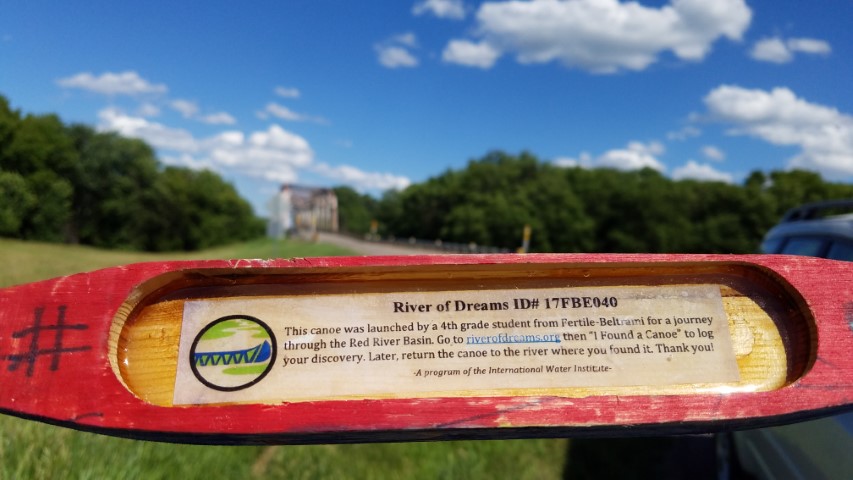 River of Dreams ID# 17FBE040
This canoe was launched by a 4th grade student from Fertile-Beltrami for a journey
through the Red River Basin. Go to riverofdreams.org then "I Found a Canoe" to log
your discovery. Later, return the canoe to the river where you found it. Thank you!
-A program of the International Water Institute-
#